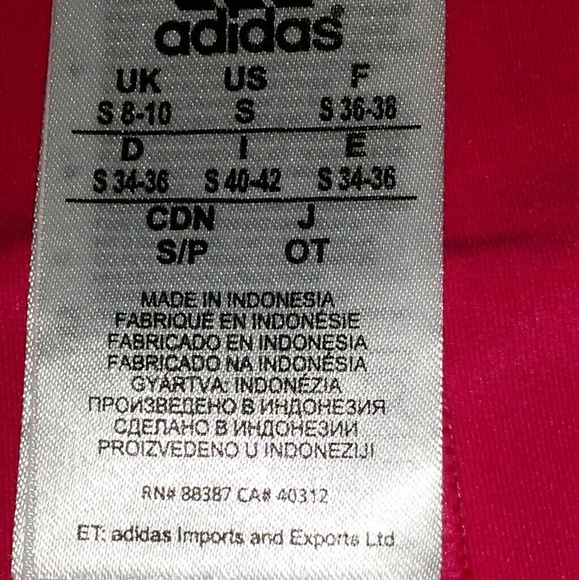 adidas®
UK US F
S 8-10 S S 36-38
D I E
S 34-36 S 40-42 S 34-36
CDN J
S/P OT
MADE IN INDONESIA
FABRIQUÉ EN INDONÉSIE
FABRICADO EN INDONESIA
FABRICADO NA INDONÉSIA
GYÁRTVA: INDONÉZIA
ПРОИЗВЕДЕНО В ИНДОНЕЗИЯ
СДЕЛАНО В ИНДОНЕЗИИ
PROIZVEDENO U INDONEZIJI
RN# 88387 CA# 40312
ET: adidas Imports and Exports Ltd